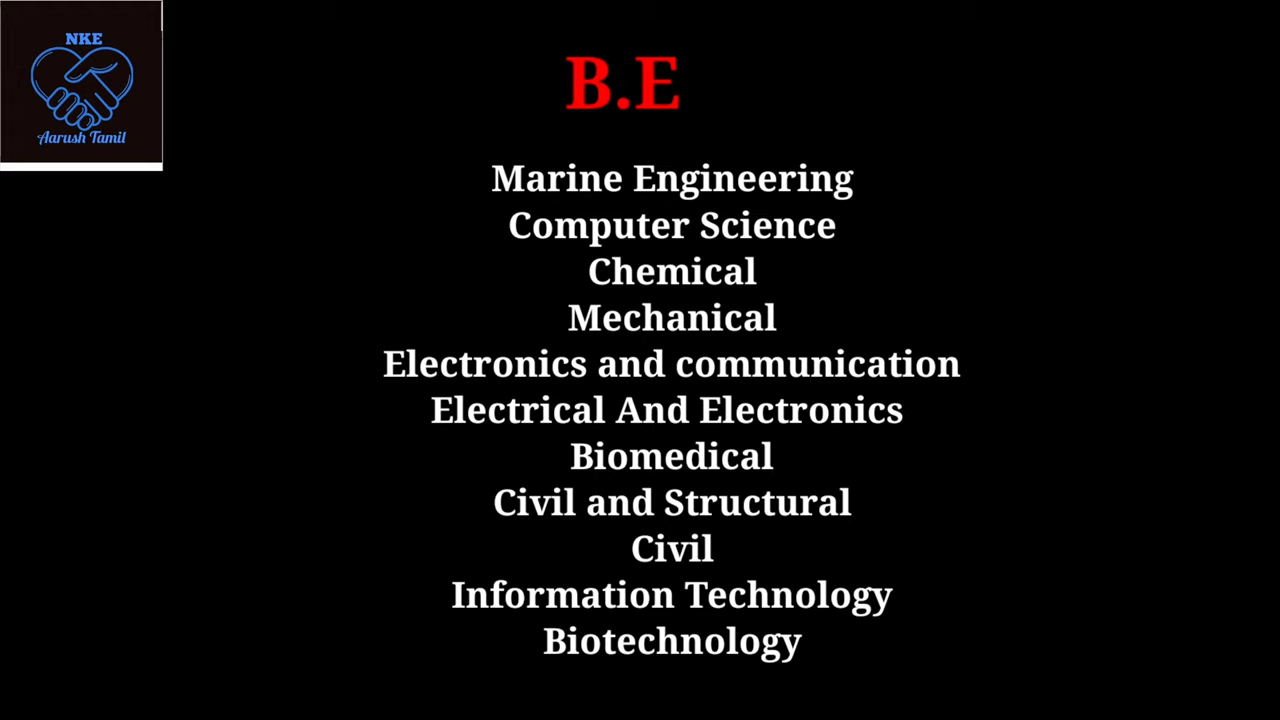 NKE
Aarush Tamil
B.E
Marine Engineering
Computer Science
Chemical
Mechanical
Electronics and communication
Electrical And Electronics
Biomedical
Civil and Structural
Civil
Information Technology
Biotechnology